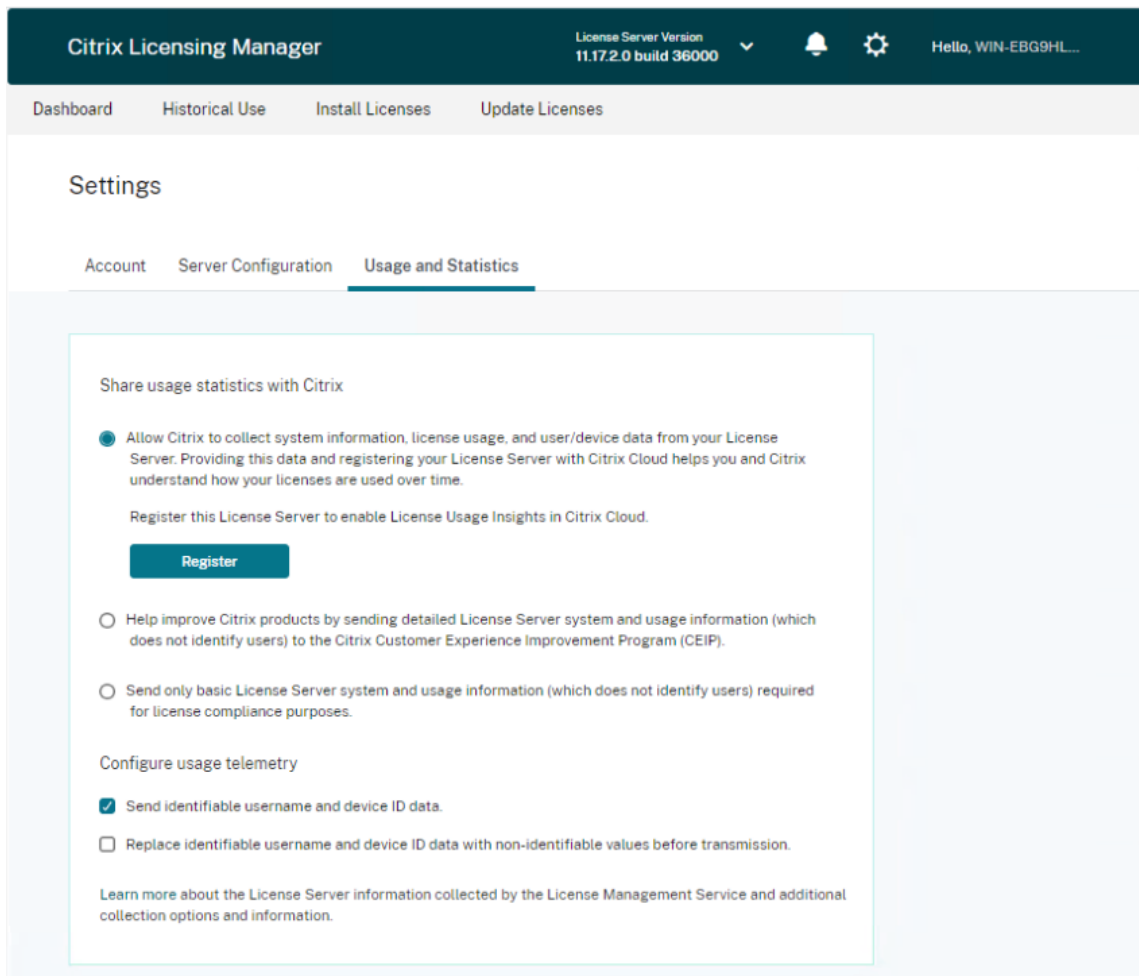 Citrix Licensing Manager
License Server Version
11.17.2.0 build 36000
Hello, WIN-EBG9HL...
Dashboard
Historical Use
Install Licenses
Update Licenses
Settings
Account
Server Configuration
Usage and Statistics
Share usage statistics with Citrix
Allow Citrix to collect system information, license usage, and user/device data from your License
Server. Providing this data and registering your License Server with Citrix Cloud helps you and Citrix
understand how your licenses are used over time.
Register this License Server to enable License Usage Insights in Citrix Cloud.
Register
Help improve Citrix products by sending detailed License Server system and usage information (which
does not identify users) to the Citrix Customer Experience Improvement Program (CEIP).
Send only basic License Server system and usage information (which does not identify users) required
for license compliance purposes.
Configure usage telemetry
Send identifiable username and device ID data.
Replace identifiable username and device ID data with non-identifiable values before transmission.
Learn more about the License Server information collected by the License Management Service and additional
collection options and information.